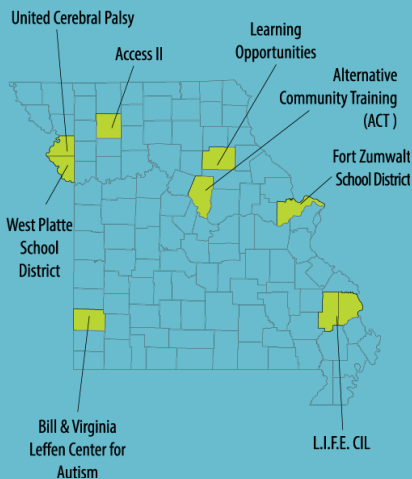 United Cerebral Palsy
Access II
Learning
Opportunities
Alternative
Community Training
(ACT )
Fort Zumwalt
School District
West Platte
School
District
Bill & Virginia
Leffen Center for
Autism
L.I.F.E. CIL